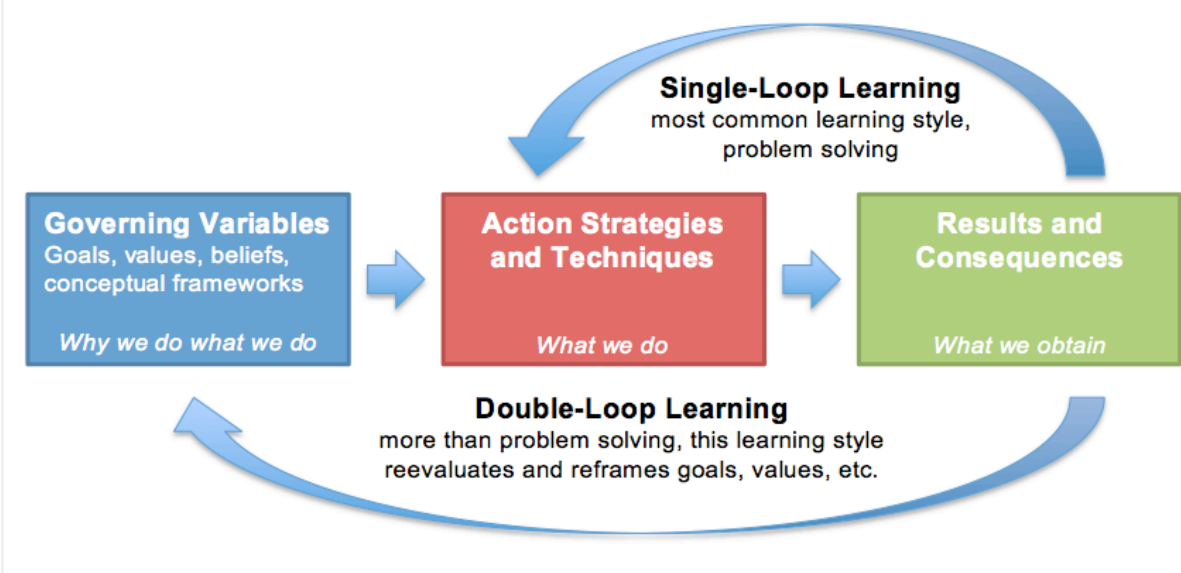 Single-Loop Learning
most common learning style,
problem solving
Governing Variables
Goals, values, beliefs,
conceptual frameworks
Why we do what we do
Action Strategies
and Techniques
What we do
Results and
Consequences
What we obtain
Double-Loop Learning
more than problem solving, this learning style
reevaluates and reframes goals, values, etc.